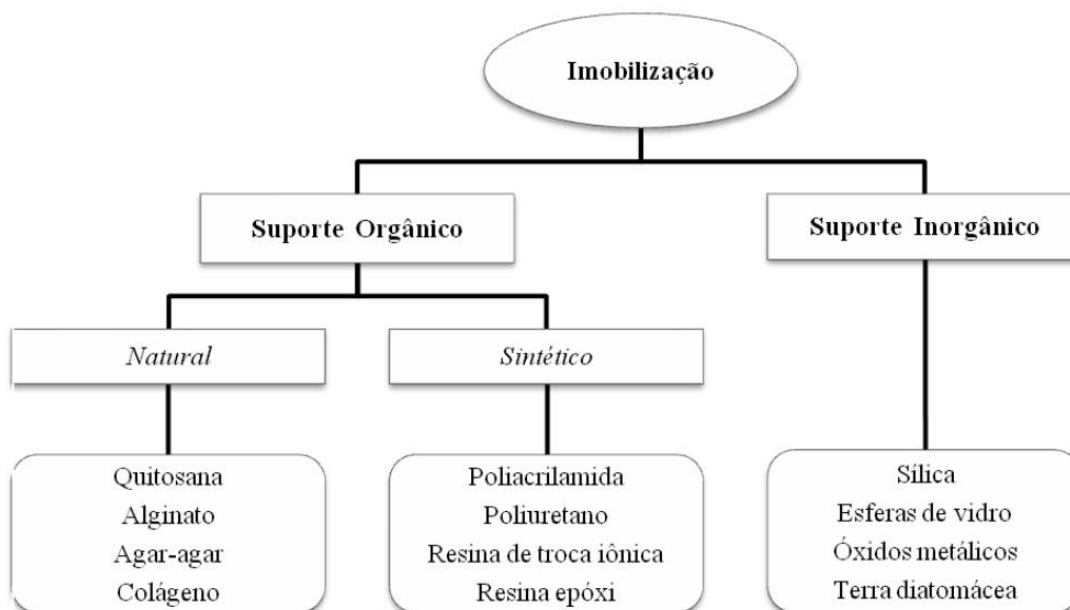 Imobilização
Suporte Orgânico
Suporte Inorgânico
Natural
Sintético
Quitosana
Alginato
Agar-agar
Colágeno
Poliacrilamida
Poliuretano
Resina de troca iônica
Resina epóxi
Sílica
Esferas de vidro
Óxidos metálicos
Terra diatomácea